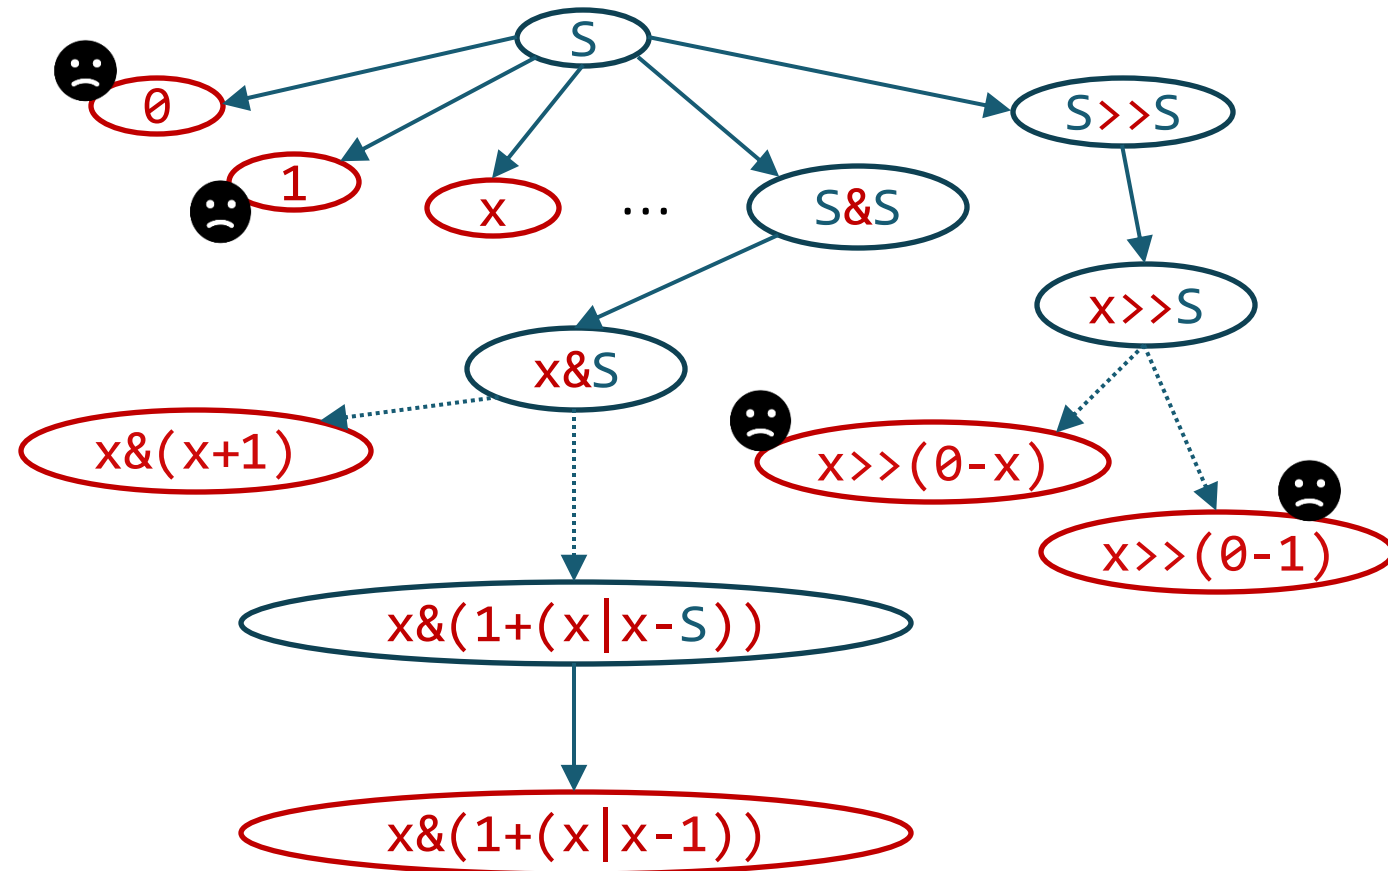 S
0
S>>S
1
x
...
S&S
x>>S
x&S
x&(x+1)
x>>(0-x)
x>>(0-1)
x&(1+(x|x-S))
x&(1+(x|x-1))